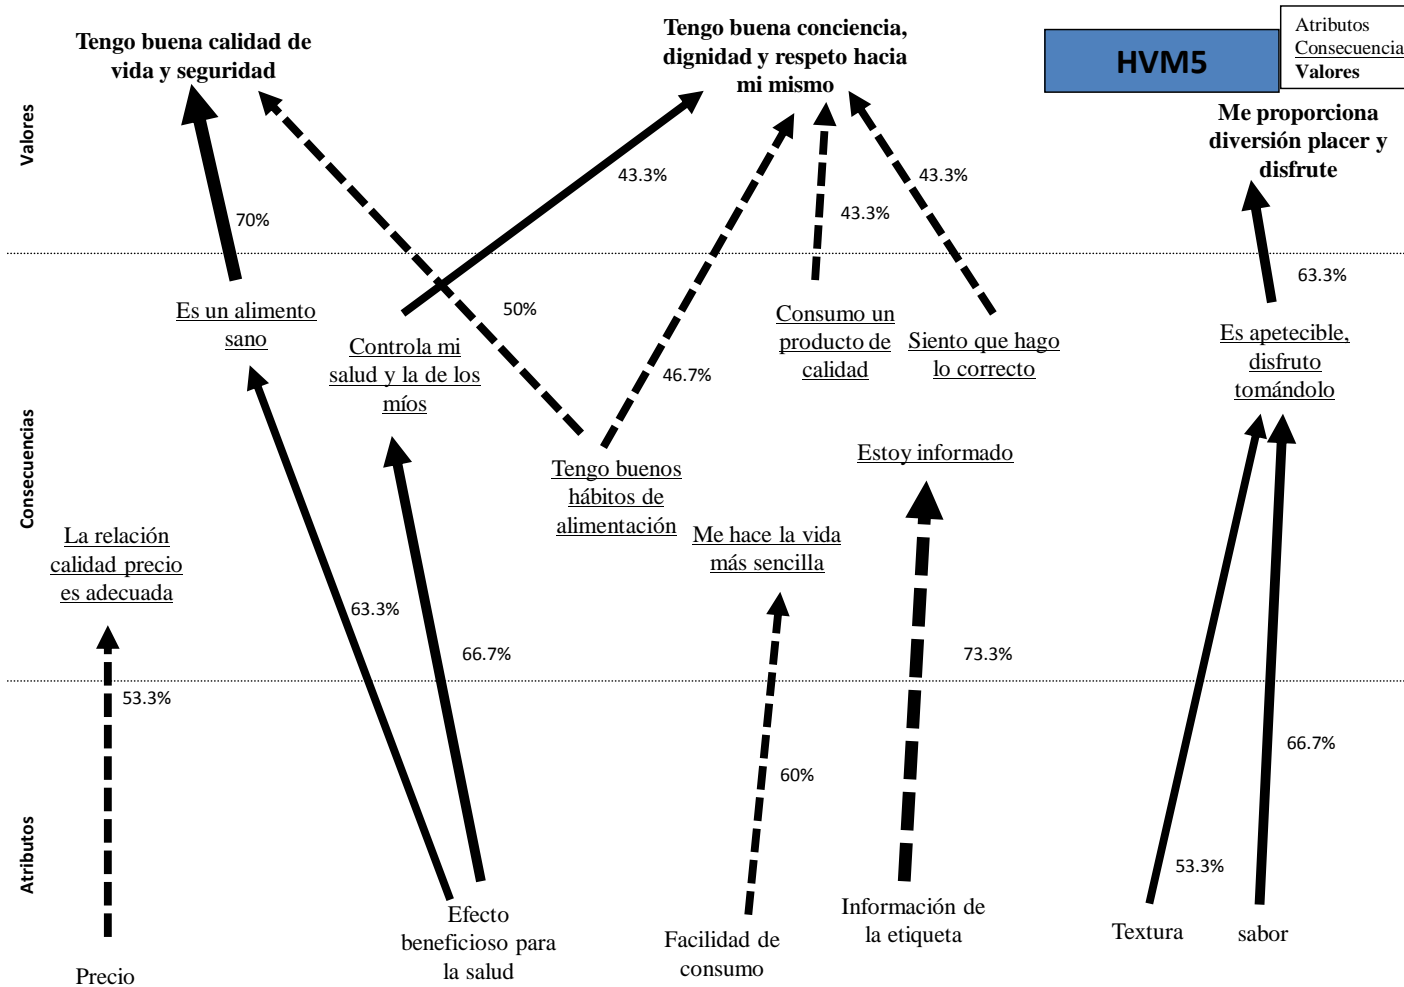 Tengo buena calidad de
vida y seguridad
Tengo buena conciencia,
dignidad y respeto hacia
mi mismo
HVM5
Atributos
Consecuencia
Valores
Me proporciona
diversión placer y
disfrute
Valores
70%
43.3%
43.3%
43.3%
63.3%
50%
46.7%
Es un alimento
sano
Controla mi
salud y la de los
míos
Consumo un
producto de
calidad
Siento que hago
lo correcto
Es apetecible,
disfruto
tomándolo
Consecuencias
Tengo buenos
hábitos de
alimentación
Estoy informado
La relación
calidad precio
es adecuada
Me hace la vida
más sencilla
63.3%
66.7%
73.3%
53.3%
60%
66.7%
53.3%
Atributos
Precio
Efecto
beneficioso para
la salud
Facilidad de
consumo
Información de
la etiqueta
Textura
sabor